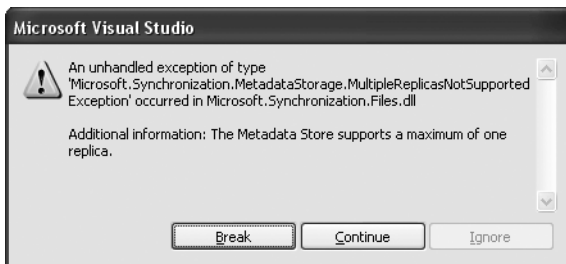 Microsoft Visual Studio
An unhandled exception of type
'Microsoft.Synchronization.MetadataStorage.MultipleReplicasNotSupported
Exception' occurred in Microsoft.Synchronization.Files.dll
Additional information: The Metadata Store supports a maximum of one
replica.
Break Continue Ignore